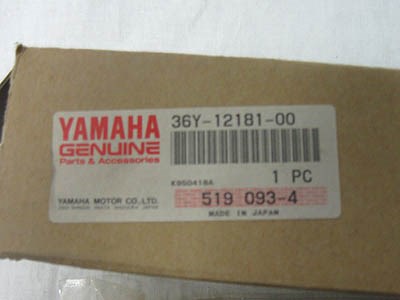 YAMAHA
GENUINE
Parts & Accessories
36Y-12181-00
K950418A
1 PC
YAMAHA MOTOR CO., LTD.
519 093-4
MADE IN JAPAN